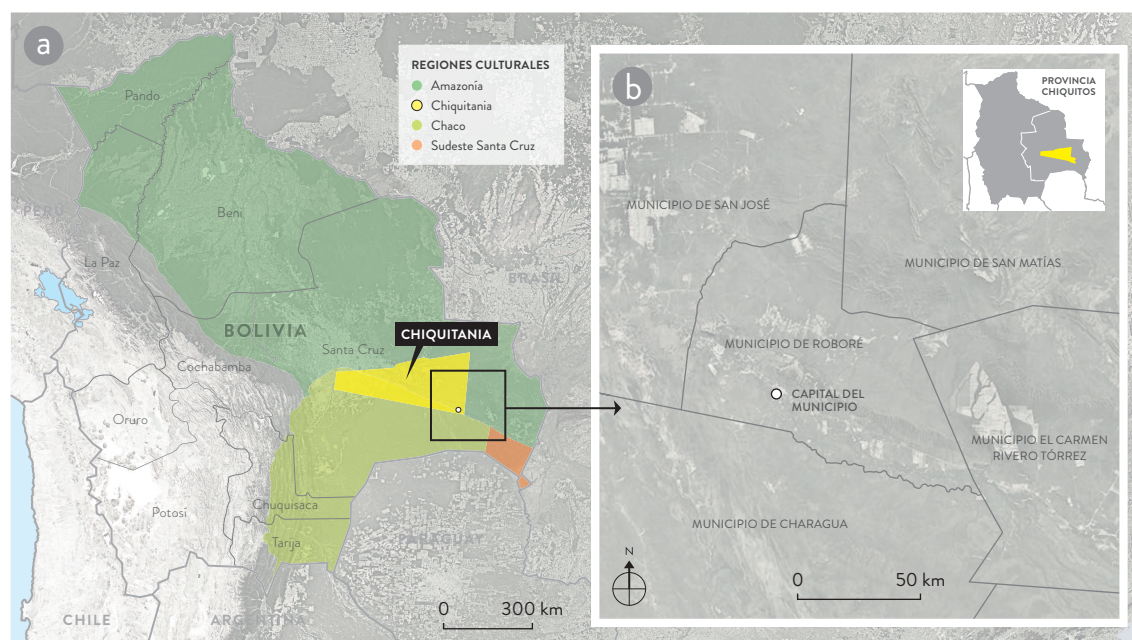 a
REGIONES CULTURALES
Amazonía
Chiquitania
Chaco
Sudeste Santa Cruz
Pando
PERÚ
Beni
La Paz
BRASIL
BOLIVIA
CHIQUITANIA
Santa Cruz
Cochabamba
Oruro
Potosí
Chuquisaca
Tarija
PARAGUAY
CHILE
ARGENTINA
0
300 km
b
PROVINCIA
CHIQUITOS
MUNICIPIO DE SAN JOSÉ
MUNICIPIO DE SAN MATÍAS
MUNICIPIO DE ROBORÉ
CAPITAL DEL
MUNICIPIO
MUNICIPIO EL CARMEN
RIVERO TÓRREZ
MUNICIPIO DE CHARAGUA
N
0
50 km